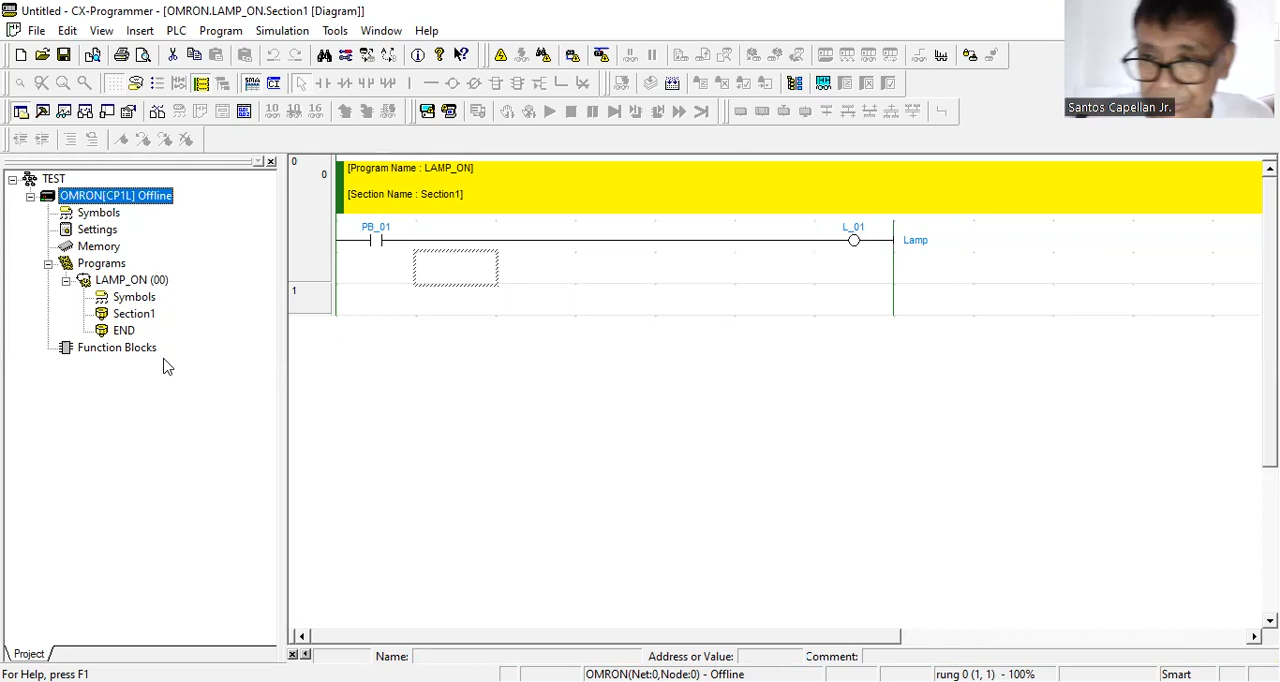 Untitled - CX-Programmer - [OMRON.LAMP_ON.Section1 [Diagram]]
File Edit View Insert PLC Program Simulation Tools Window Help
10 10 16
Santos Capellan Jr.
TEST
OMRON[CP1L] Offline
Symbols
Settings
Memory
Programs
LAMP_ON (00)
Symbols
Section1
END
Function Blocks
Project
0
0
[Program Name : LAMP_ON]
[Section Name : Section1]
PB_01
L_01
Lamp
1
Name: Address or Value: Comment:
For Help, press F1
OMRON(Net:0,Node:0) - Offline
rung 0 (1, 1) - 100%
Smart